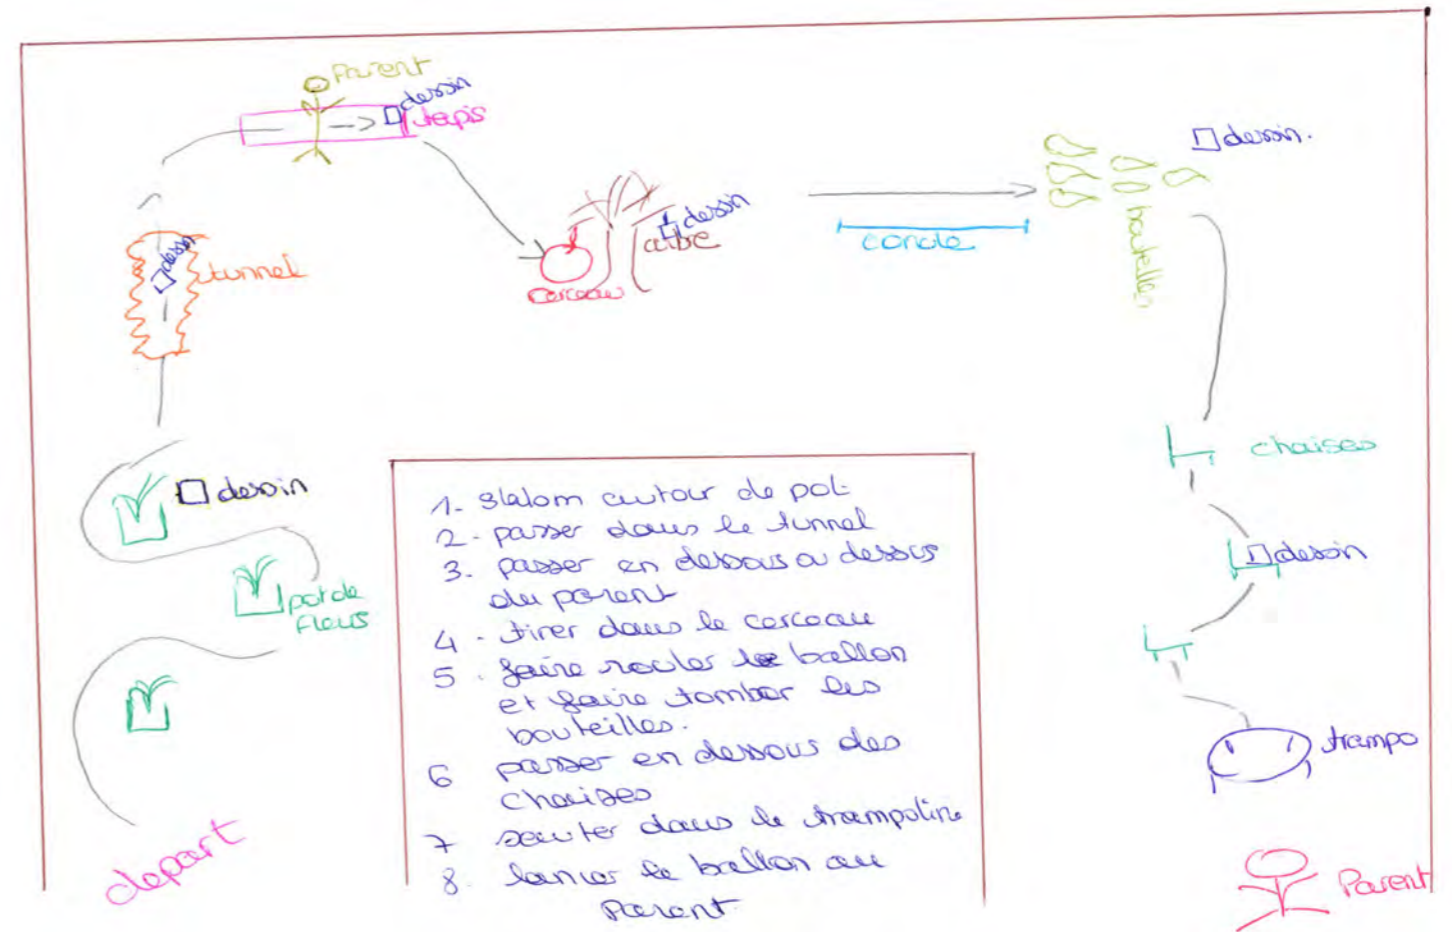 Parent
dessin
tapis
dessin
tunnel
cerceau
dessin
arbre
corde
dessin.
bouteilles
chaises
dessin
trampo
Parent
dessin
pot de
fleurs
depart
1. slalom autour de pot
2. passer dans le tunnel
3. passer en dessous ou dessus
du parent
4. tirer dans le cerceau
5. faire rouler le ballon
et faire tomber les
bouteilles.
6 passer en dessous des
chaises
7 sauter dans le trampoline
8. lancer le ballon au
parent